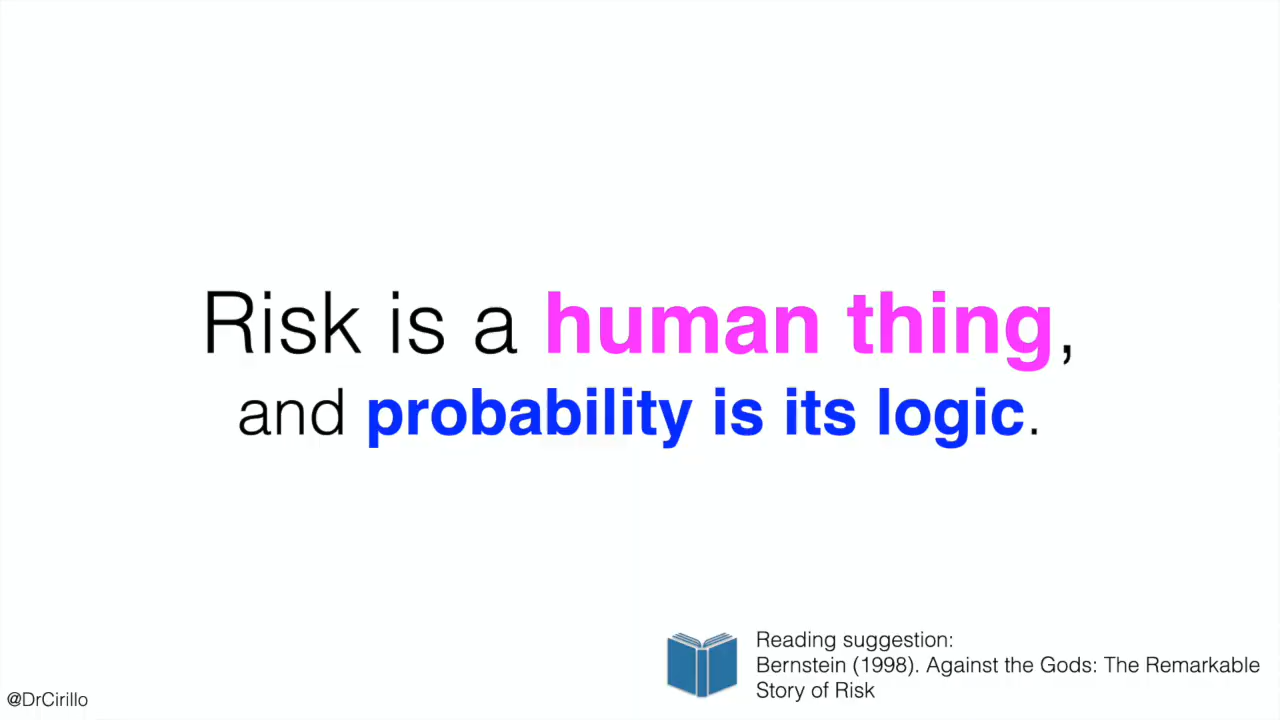 Risk is a human thing,
and probability is its logic.
Reading suggestion:
Bernstein (1998). Against the Gods: The Remarkable
Story of Risk
@DrCirillo